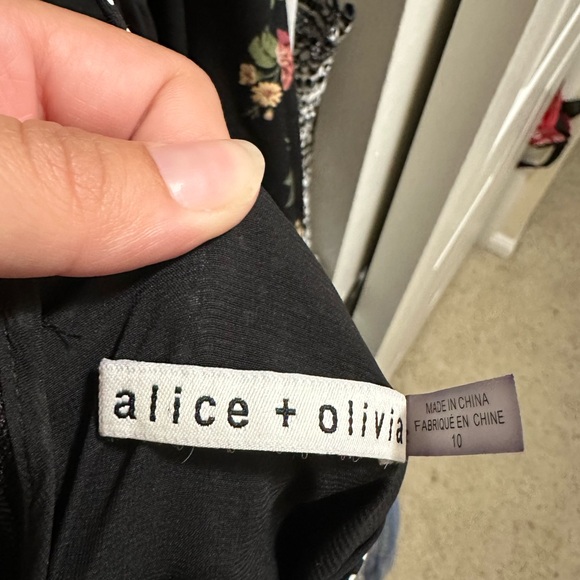 alice + olivia
MADE IN CHINA
FABRIQUÉ EN CHINE
10